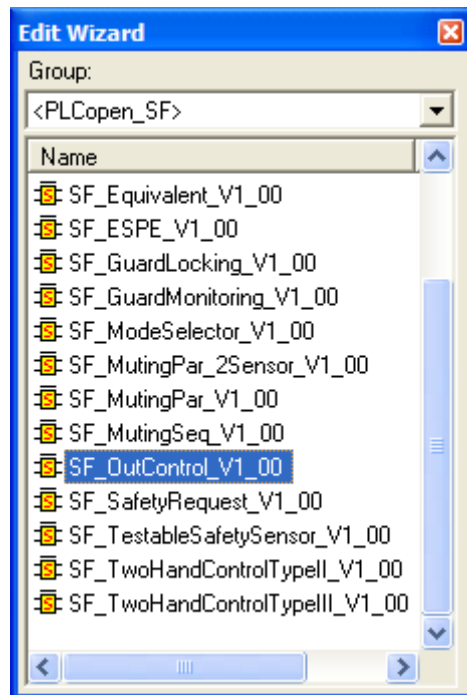 Edit Wizard
Group:
<PLCopen_SF>
Name
SF_Equivalent_V1_00
SF_ESPE_V1_00
SF_GuardLocking_V1_00
SF_GuardMonitoring_V1_00
SF_ModeSelector_V1_00
SF_MutingPar_2Sensor_V1_00
SF_MutingPar_V1_00
SF_MutingSeq_V1_00
SF_OutControl_V1_00
SF_SafetyRequest_V1_00
SF_TestableSafetySensor_V1_00
SF_TwoHandControlTypeII_V1_00
SF_TwoHandControlTypeIII_V1_00